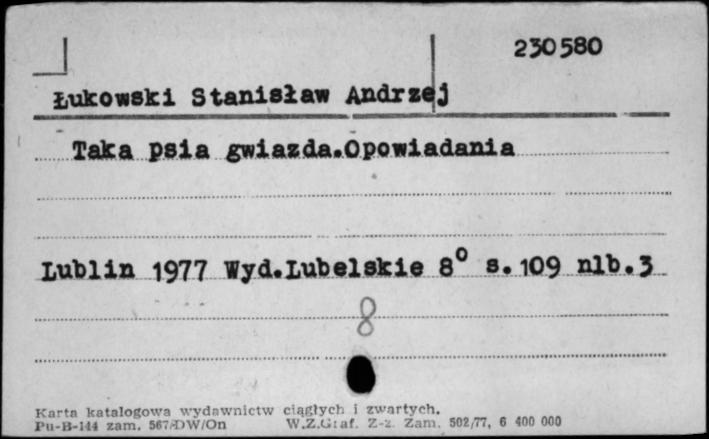 230580
Łukowski Stanisław Andrzej
Taka psia gwiazda.Opowiadania
Lublin 1977 Wyd.Lubelskie 8° s.109 nlb.3
8
Karta katalogowa wydawnictw ciągłych i zwartych.
Pu-B-144 zam. 567/DW/On W.Z.Graf. Z-z. Zam. 502/77, 6 400 000